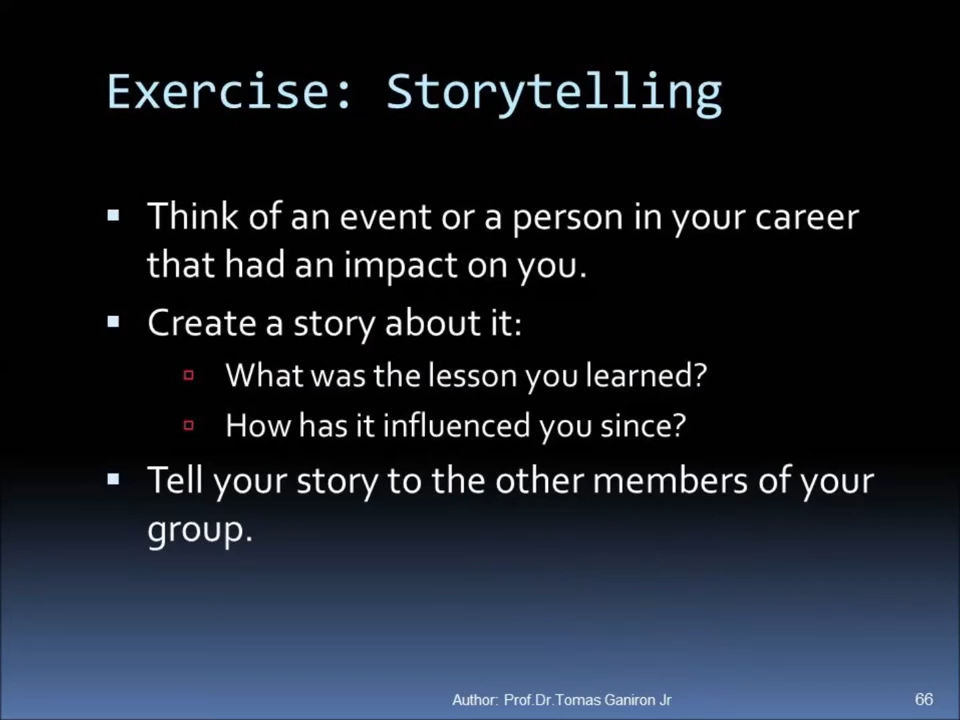 Exercise: Storytelling
Think of an event or a person in your career
that had an impact on you.
Create a story about it:
What was the lesson you learned?
How has it influenced you since?
Tell your story to the other members of your
group.
Author: Prof.Dr.Tomas Ganiron Jr
66